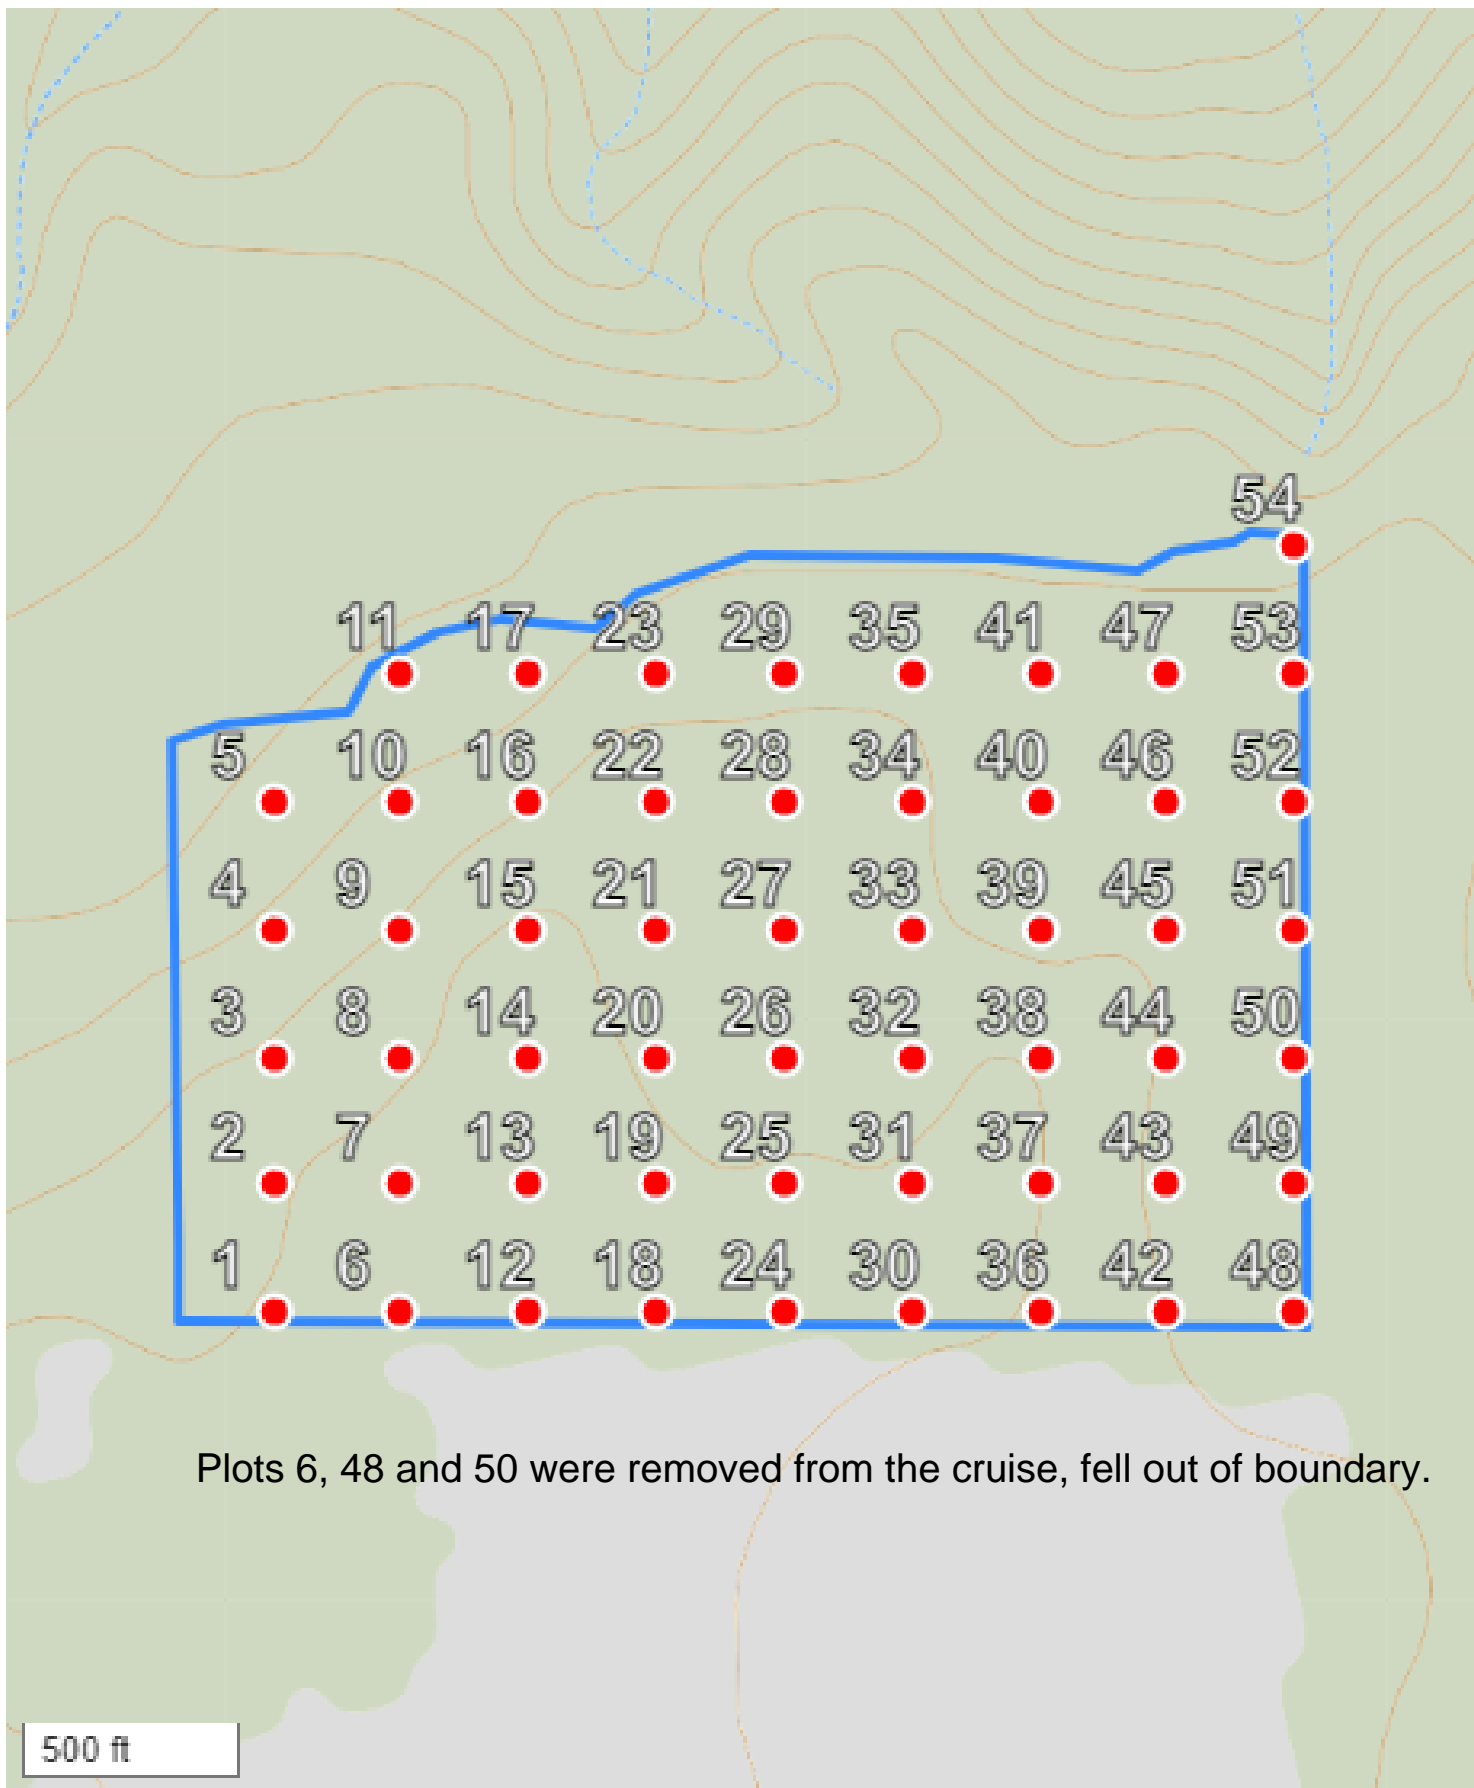 54
11 17 23 29 35 41 47 53
5 10 16 22 28 34 40 46 52
4 9 15 21 27 33 39 45 51
3 8 14 20 26 32 38 44 50
2 7 13 19 25 31 37 43 49
1 6 12 18 24 30 36 42 48
Plots 6, 48 and 50 were removed from the cruise, fell out of boundary.
500 ft